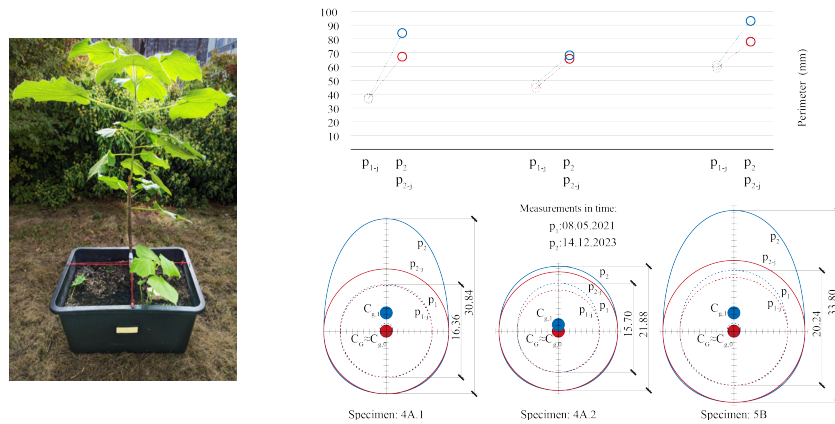 100
90
80
70
60
50
40
30
20
10
Perimeter (mm)
p1-j p2
p2-j
p1-j p2
p2-j
p1-j p2
p2-j
Measurements in time:
p1:08.05.2021
p2:14.12.2023
p2
p2-j
p1
p1-j
Cg,1
CG≈Cg,0
16.36
30.84
p2
p2-j
p1
p1-j
Cg,1
CG≈Cg,0
15.70
21.88
p2
p2-j
p1
p1-j
Cg,1
CG≈Cg,0
20.24
33.80
Specimen: 4A.1
Specimen: 4A.2
Specimen: 5B